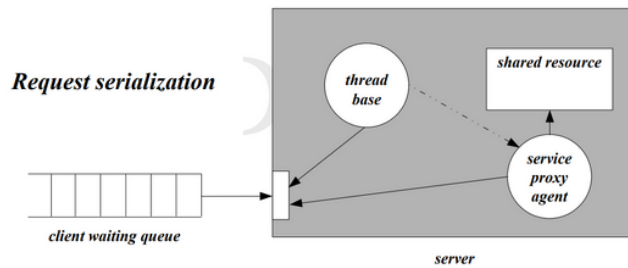 Request serialization
thread
base
shared resource
service
proxy
agent
client waiting queue
server